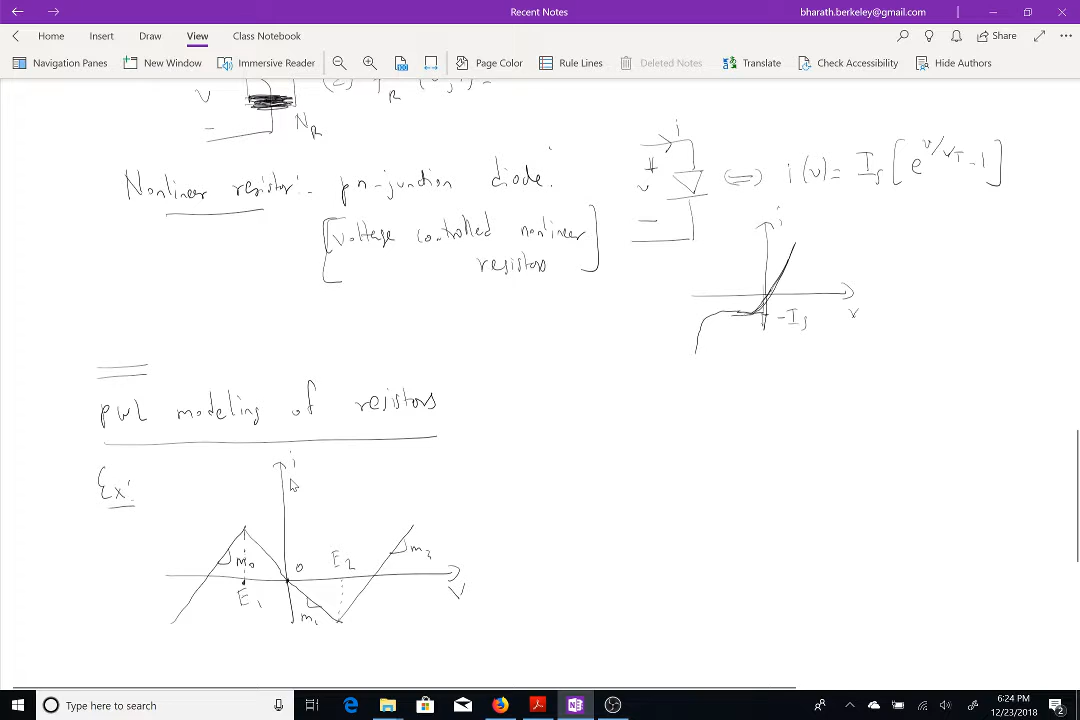 Recent Notes
bharath.berkeley@gmail.com
Home Insert Draw View Class Notebook
Share
Navigation Panes New Window Immersive Reader Page Color Rule Lines Deleted Notes Translate Check Accessibility Hide Authors
V
N_R
Nonlinear resistor:- pn-junction diode:
[voltage controlled nonlinear
resistors]
i
+
v
-
⟺ i(v) = I_s [e^{v/v_T} - 1]
i
v
-I_s
PWL modeling of resistors
Ex:
i
m_0
E_1
0
E_2
m_1
m_2
V
Type here to search
6:24 PM
12/23/2018
2